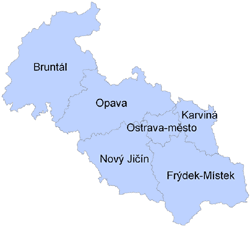 Bruntál
Opava
Karviná
Ostrava-město
Nový Jičín
Frýdek-Místek